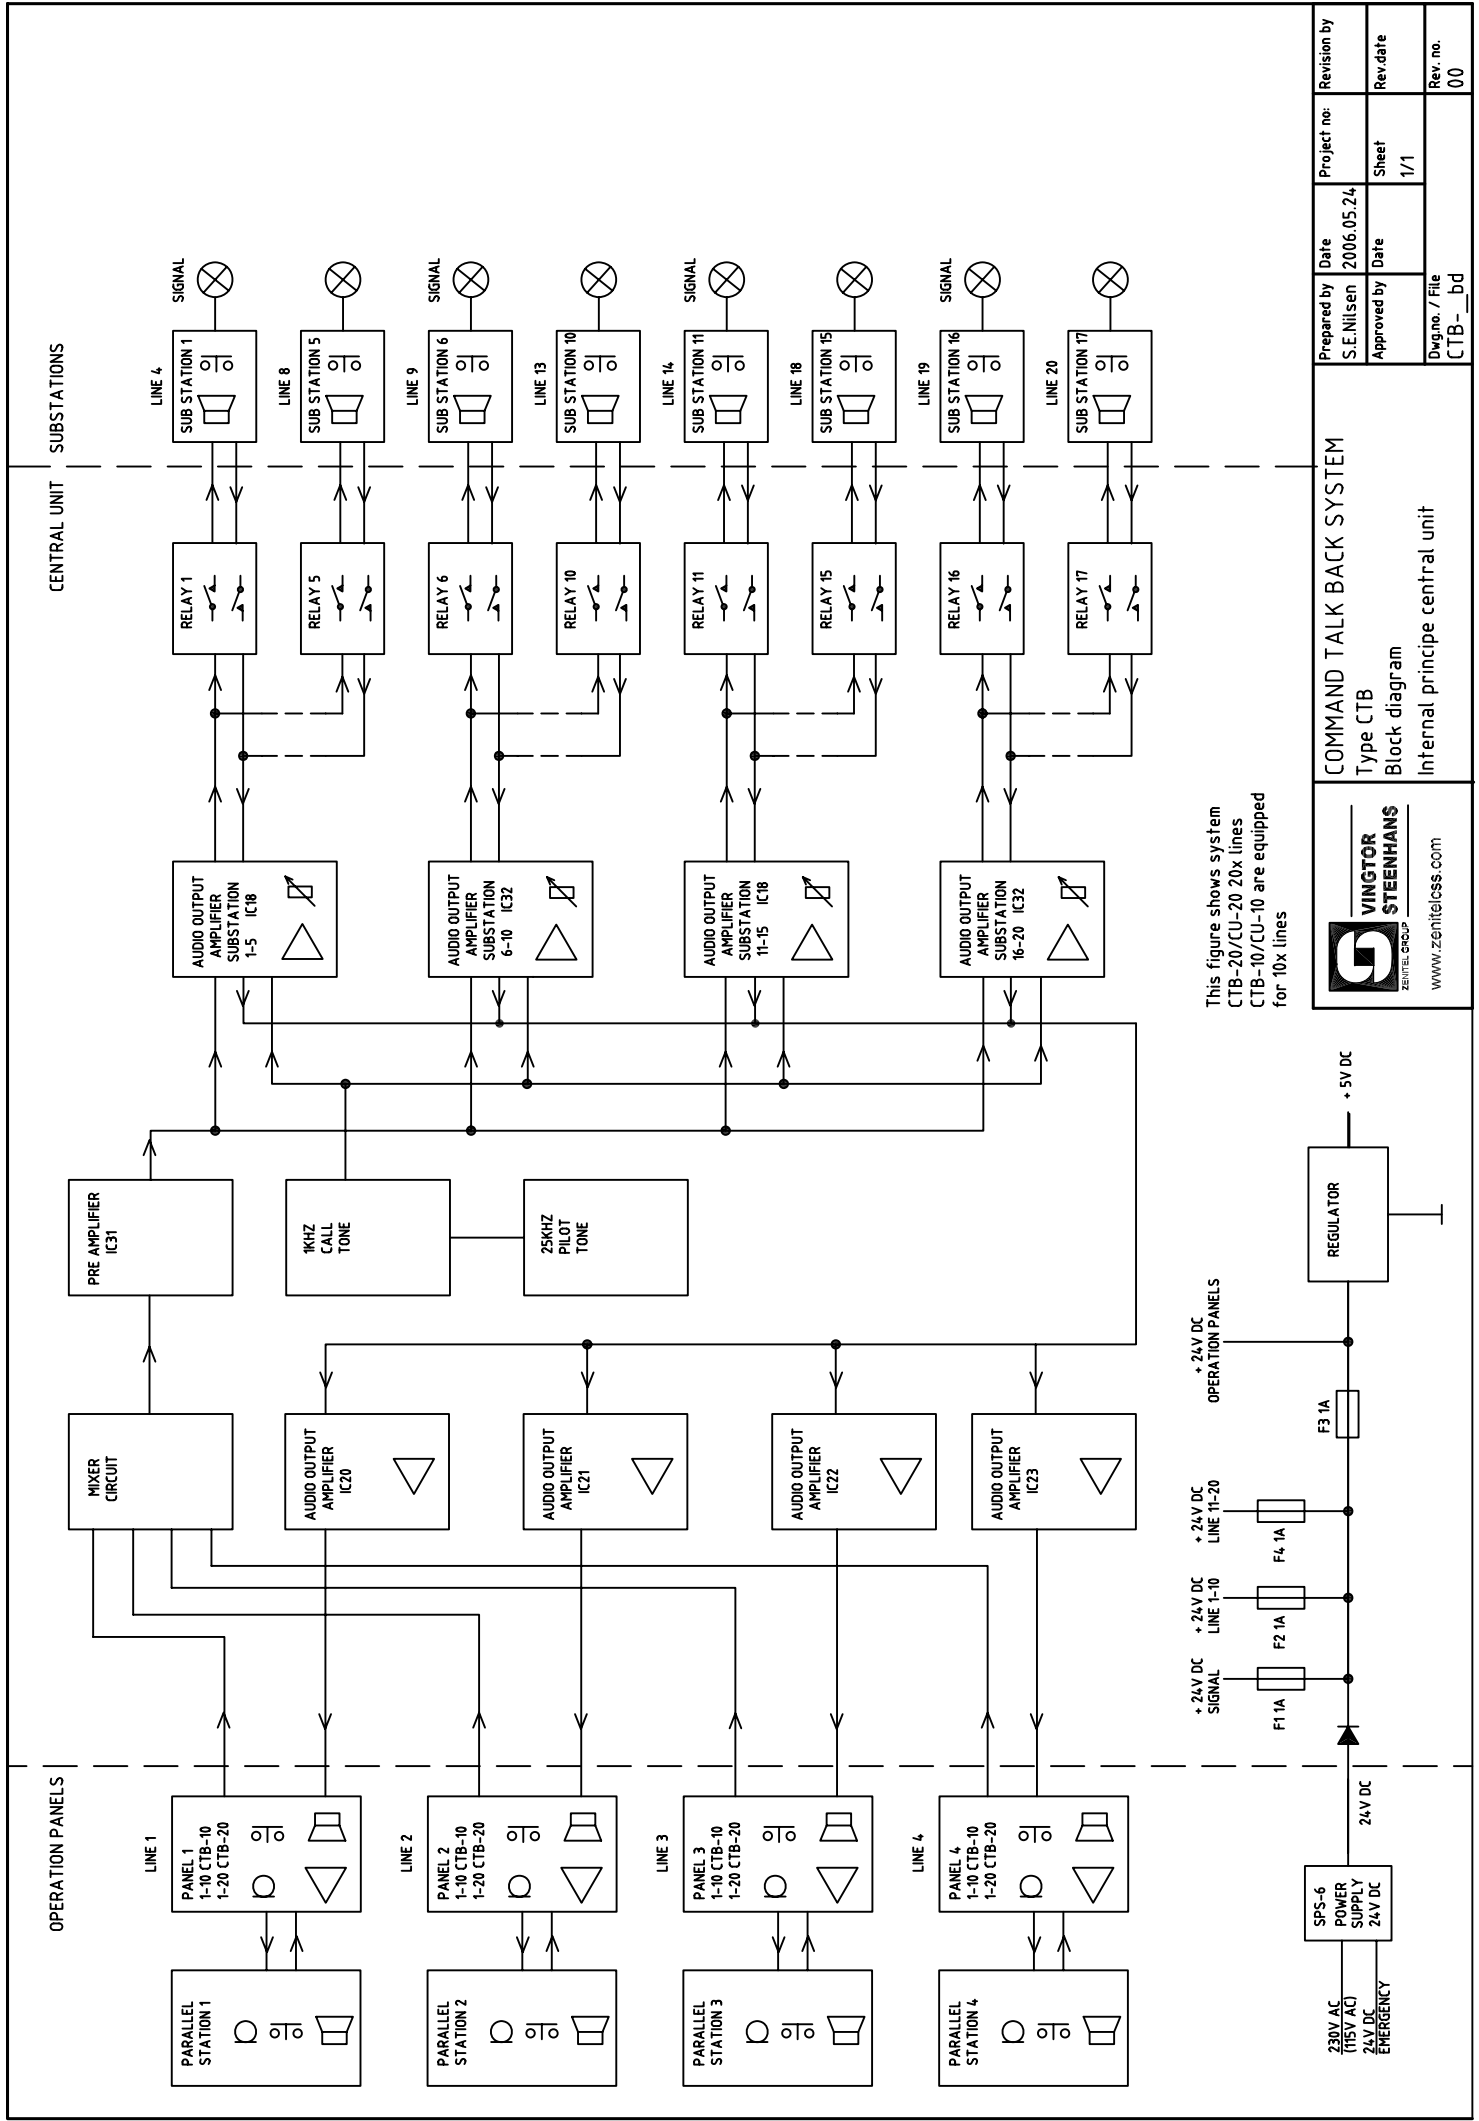 OPERATION PANELS
CENTRAL UNIT
SUBSTATIONS
PARALLEL
STATION 1
LINE 1
PANEL 1
1-10 CTB-10
1-20 CTB-20
PARALLEL
STATION 2
LINE 2
PANEL 2
1-10 CTB-10
1-20 CTB-20
PARALLEL
STATION 3
LINE 3
PANEL 3
1-10 CTB-10
1-20 CTB-20
PARALLEL
STATION 4
LINE 4
PANEL 4
1-10 CTB-10
1-20 CTB-20
MIXER
CIRCUIT
AUDIO OUTPUT
AMPLIFIER
IC20
AUDIO OUTPUT
AMPLIFIER
IC21
AUDIO OUTPUT
AMPLIFIER
IC22
AUDIO OUTPUT
AMPLIFIER
IC23
PRE AMPLIFIER
IC31
1KHZ
CALL
TONE
25KHZ
PILOT
TONE
AUDIO OUTPUT
AMPLIFIER
SUBSTATION
1-5 IC18
AUDIO OUTPUT
AMPLIFIER
SUBSTATION
6-10 IC32
AUDIO OUTPUT
AMPLIFIER
SUBSTATION
11-15 IC18
AUDIO OUTPUT
AMPLIFIER
SUBSTATION
16-20 IC32
RELAY 1
RELAY 5
RELAY 6
RELAY 10
RELAY 11
RELAY 15
RELAY 16
RELAY 17
LINE 4
SUB STATION 1
SIGNAL
LINE 8
SUB STATION 5
LINE 9
SUB STATION 6
SIGNAL
LINE 13
SUB STATION 10
LINE 14
SUB STATION 11
SIGNAL
LINE 18
SUB STATION 15
LINE 19
SUB STATION 16
SIGNAL
LINE 20
SUB STATION 17
230V AC
(115V AC)
24V DC
EMERGENCY
SPS-6
POWER
SUPPLY
24V DC
24V DC
+ 24V DC
SIGNAL
F1 1A
+ 24V DC
LINE 1-10
F2 1A
+ 24V DC
LINE 11-20
F4 1A
F3 1A
+ 24V DC
OPERATION PANELS
REGULATOR
+ 5V DC
This figure shows system
CTB-20/CU-20 20x lines
CTB-10/CU-10 are equipped
for 10x lines
ZENITEL GROUP
VINGTOR
STEENHANS
www.zenitelcss.com
COMMAND TALK BACK SYSTEM
Type CTB
Block diagram
Internal principe central unit
Prepared by
S.E.Nilsen
Date
2006.05.24
Project no:
Revision by
Approved by
Date
Sheet
1/1
Rev.date
Dwg.no. / File
CTB-__bd
Rev. no.
00